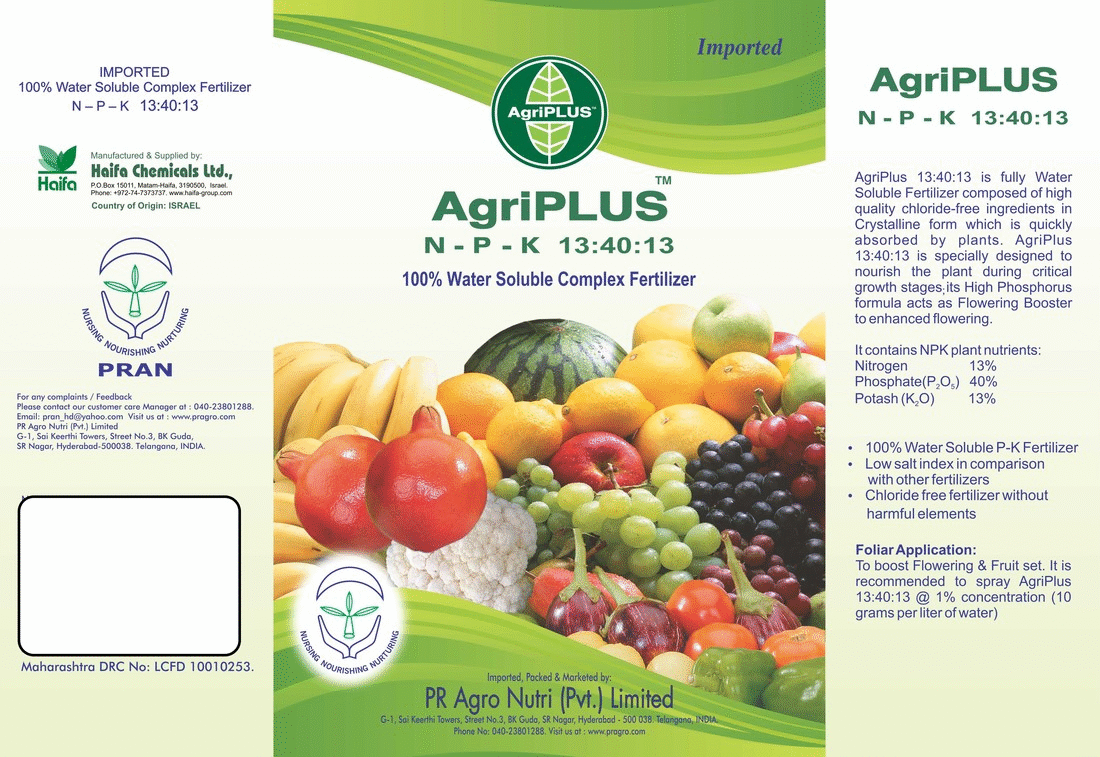 IMPORTED
100% Water Soluble Complex Fertilizer
N – P – K 13:40:13
Haifa
Manufactured & Supplied by:
Haifa Chemicals Ltd.,
P.O.Box 15011, Matam-Haifa, 3190500, Israel.
Phone: +972-74-7373737. www.haifa-group.com
Country of Origin: ISRAEL
NURSING NOURISHING NURTURING
PRAN
For any complaints / Feedback
Please contact our customer care Manager at : 040-23801288.
Email: pran_hd@yahoo.com Visit us at : www.pragro.com
PR Agro Nutri (Pvt.) Limited
G-1, Sai Keerthi Towers, Street No.3, BK Guda,
SR Nagar, Hyderabad-500038. Telangana, INDIA.
Maharashtra DRC No: LCFD 10010253.
Imported
AgriPLUS™
AgriPLUS™
N - P - K 13:40:13
100% Water Soluble Complex Fertilizer
NURSING NOURISHING NURTURING
Imported, Packed & Marketed by:
PR Agro Nutri (Pvt.) Limited
G-1, Sai Keerthi Towers, Street No.3, BK Guda, SR Nagar, Hyderabad - 500 038 Telangana, INDIA.
Phone No: 040-23801288. Visit us at : www.pragro.com
AgriPLUS
N - P - K 13:40:13
AgriPlus 13:40:13 is fully Water
Soluble Fertilizer composed of high
quality chloride-free ingredients in
Crystalline form which is quickly
absorbed by plants. AgriPlus
13:40:13 is specially designed to
nourish the plant during critical
growth stages,its High Phosphorus
formula acts as Flowering Booster
to enhanced flowering.
It contains NPK plant nutrients:
Nitrogen 13%
Phosphate(P₂O₅) 40%
Potash (K₂O) 13%
• 100% Water Soluble P-K Fertilizer
• Low salt index in comparison
with other fertilizers
• Chloride free fertilizer without
harmful elements
Foliar Application:
To boost Flowering & Fruit set. It is
recommended to spray AgriPlus
13:40:13 @ 1% concentration (10
grams per liter of water)